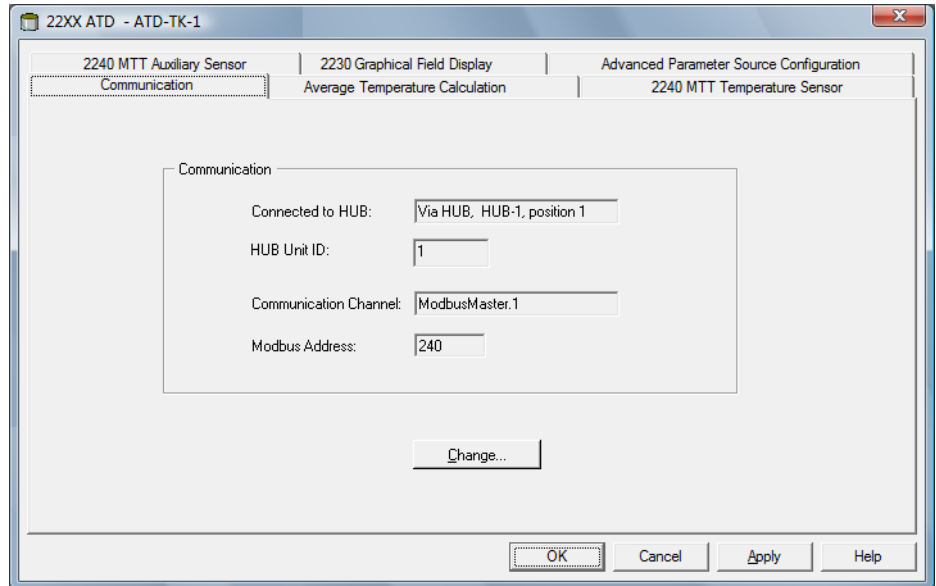 22XX ATD - ATD-TK-1
2240 MTT Auxiliary Sensor 2230 Graphical Field Display Advanced Parameter Source Configuration
Communication Average Temperature Calculation 2240 MTT Temperature Sensor
Communication
Connected to HUB: Via HUB, HUB-1, position 1
HUB Unit ID: 1
Communication Channel: ModbusMaster.1
Modbus Address: 240
Change...
OK Cancel Apply Help